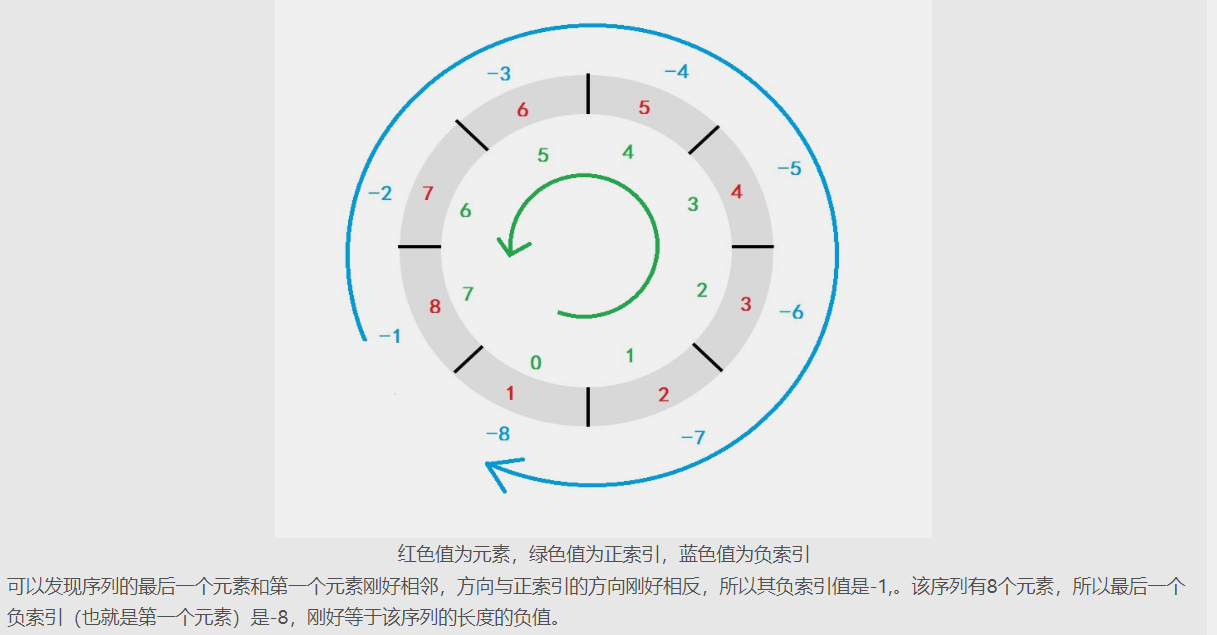 -3 -4
6 5
5 4
-5
-2 7 4
6 3
7 2
8 3 -6
-1
0 1
1 2
-8 -7
红色值为元素，绿色值为正索引，蓝色值为负索引
可以发现序列的最后一个元素和第一个元素刚好相邻，方向与正索引的方向刚好相反，所以其负索引值是-1,。该序列有8个元素，所以最后一个
负索引（也就是第一个元素）是-8，刚好等于该序列的长度的负值。